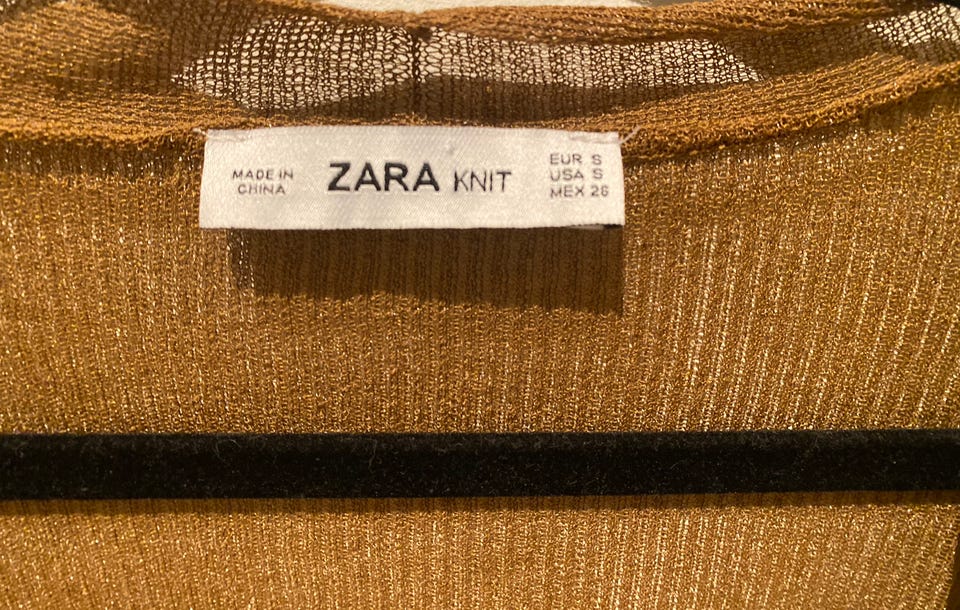 MADE IN
CHINA
ZARA KNIT
EUR S
USA S
MEX 26